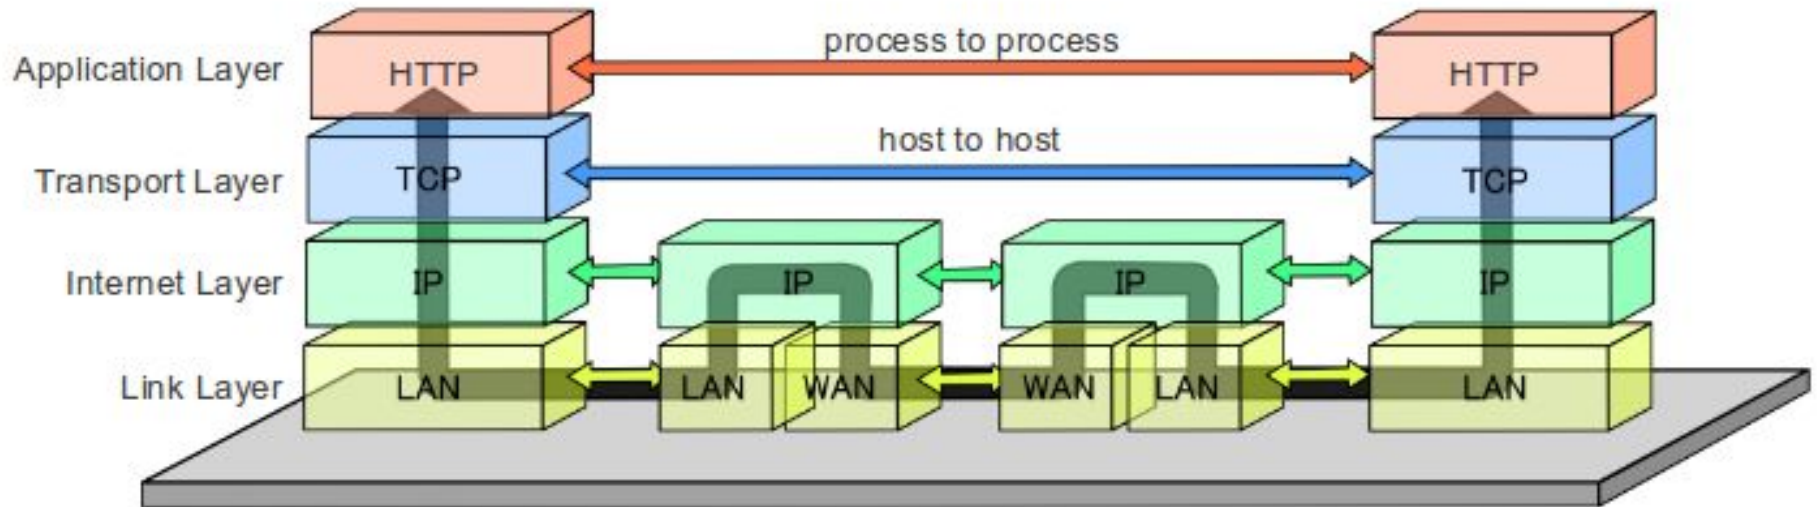 process to process
Application Layer HTTP HTTP
host to host
Transport Layer TCP TCP
Internet Layer IP IP IP IP
Link Layer LAN LAN WAN WAN LAN LAN